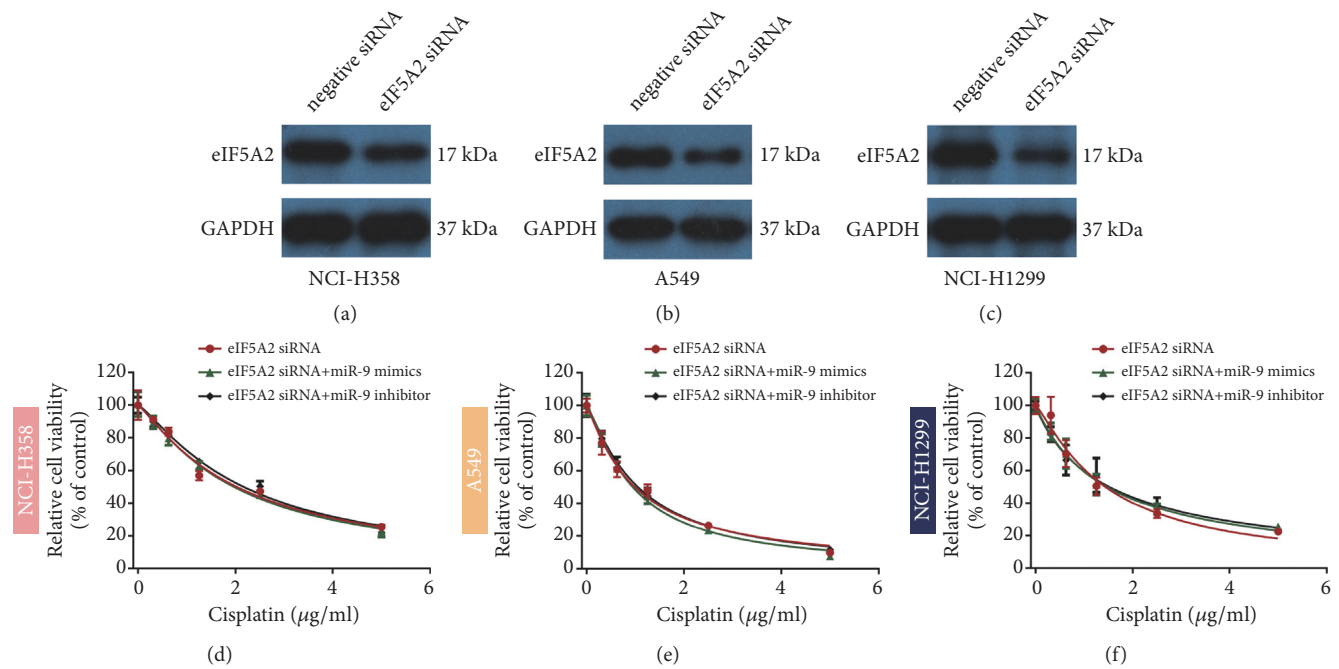 negative siRNA
eIF5A2 siRNA
eIF5A2
17 kDa
GAPDH
37 kDa
NCI-H358
(a)
negative siRNA
eIF5A2 siRNA
eIF5A2
17 kDa
GAPDH
37 kDa
A549
(b)
negative siRNA
eIF5A2 siRNA
eIF5A2
17 kDa
GAPDH
37 kDa
NCI-H1299
(c)
NCI-H358
Relative cell viability
(% of control)
120
100
80
60
40
20
0
eIF5A2 siRNA
eIF5A2 siRNA+miR-9 mimics
eIF5A2 siRNA+miR-9 inhibitor
0 2 4 6
Cisplatin (μg/ml)
(d)
A549
Relative cell viability
(% of control)
120
100
80
60
40
20
0
eIF5A2 siRNA
eIF5A2 siRNA+miR-9 mimics
eIF5A2 siRNA+miR-9 inhibitor
0 2 4 6
Cisplatin (μg/ml)
(e)
NCI-H1299
Relative cell viability
(% of control)
120
100
80
60
40
20
0
eIF5A2 siRNA
eIF5A2 siRNA+miR-9 mimics
eIF5A2 siRNA+miR-9 inhibitor
0 2 4 6
Cisplatin (μg/ml)
(f)